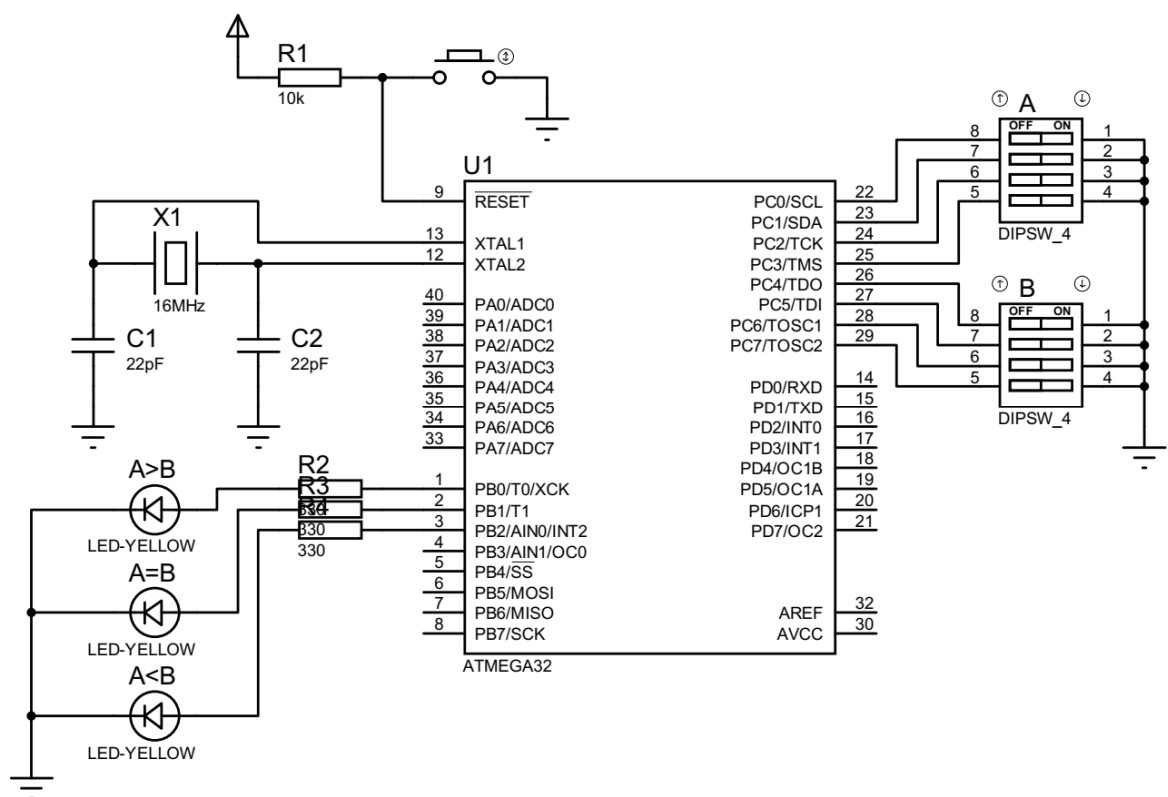 R1
10k
X1
16MHz
C1
22pF
C2
22pF
U1
9 RESET
13 XTAL1
12 XTAL2
40 PA0/ADC0
39 PA1/ADC1
38 PA2/ADC2
37 PA3/ADC3
36 PA4/ADC4
35 PA5/ADC5
34 PA6/ADC6
33 PA7/ADC7
1 PB0/T0/XCK
2 PB1/T1
3 PB2/AIN0/INT2
4 PB3/AIN1/OC0
5 PB4/SS
6 PB5/MOSI
7 PB6/MISO
8 PB7/SCK
PC0/SCL 22
PC1/SDA 23
PC2/TCK 24
PC3/TMS 25
PC4/TDO 26
PC5/TDI 27
PC6/TOSC1 28
PC7/TOSC2 29
PD0/RXD 14
PD1/TXD 15
PD2/INT0 16
PD3/INT1 17
PD4/OC1B 18
PD5/OC1A 19
PD6/ICP1 20
PD7/OC2 21
AREF 32
AVCC 30
ATMEGA32
A
OFF ON
8 1
7 2
6 3
5 4
DIPSW_4
B
OFF ON
8 1
7 2
6 3
5 4
DIPSW_4
R2
R3
R4
330
330
330
A>B
LED-YELLOW
A=B
LED-YELLOW
A<B
LED-YELLOW